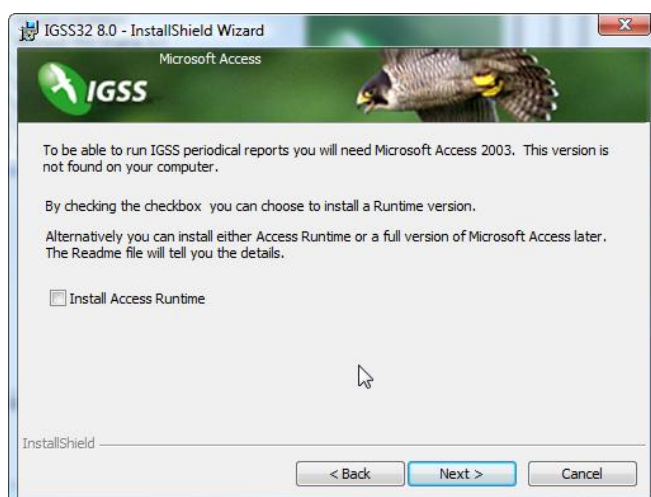 IGSS32 8.0 - InstallShield Wizard
Microsoft Access
IGSS
To be able to run IGSS periodical reports you will need Microsoft Access 2003. This version is
not found on your computer.
By checking the checkbox you can choose to install a Runtime version.
Alternatively you can install either Access Runtime or a full version of Microsoft Access later.
The Readme file will tell you the details.
Install Access Runtime
InstallShield
< Back Next > Cancel